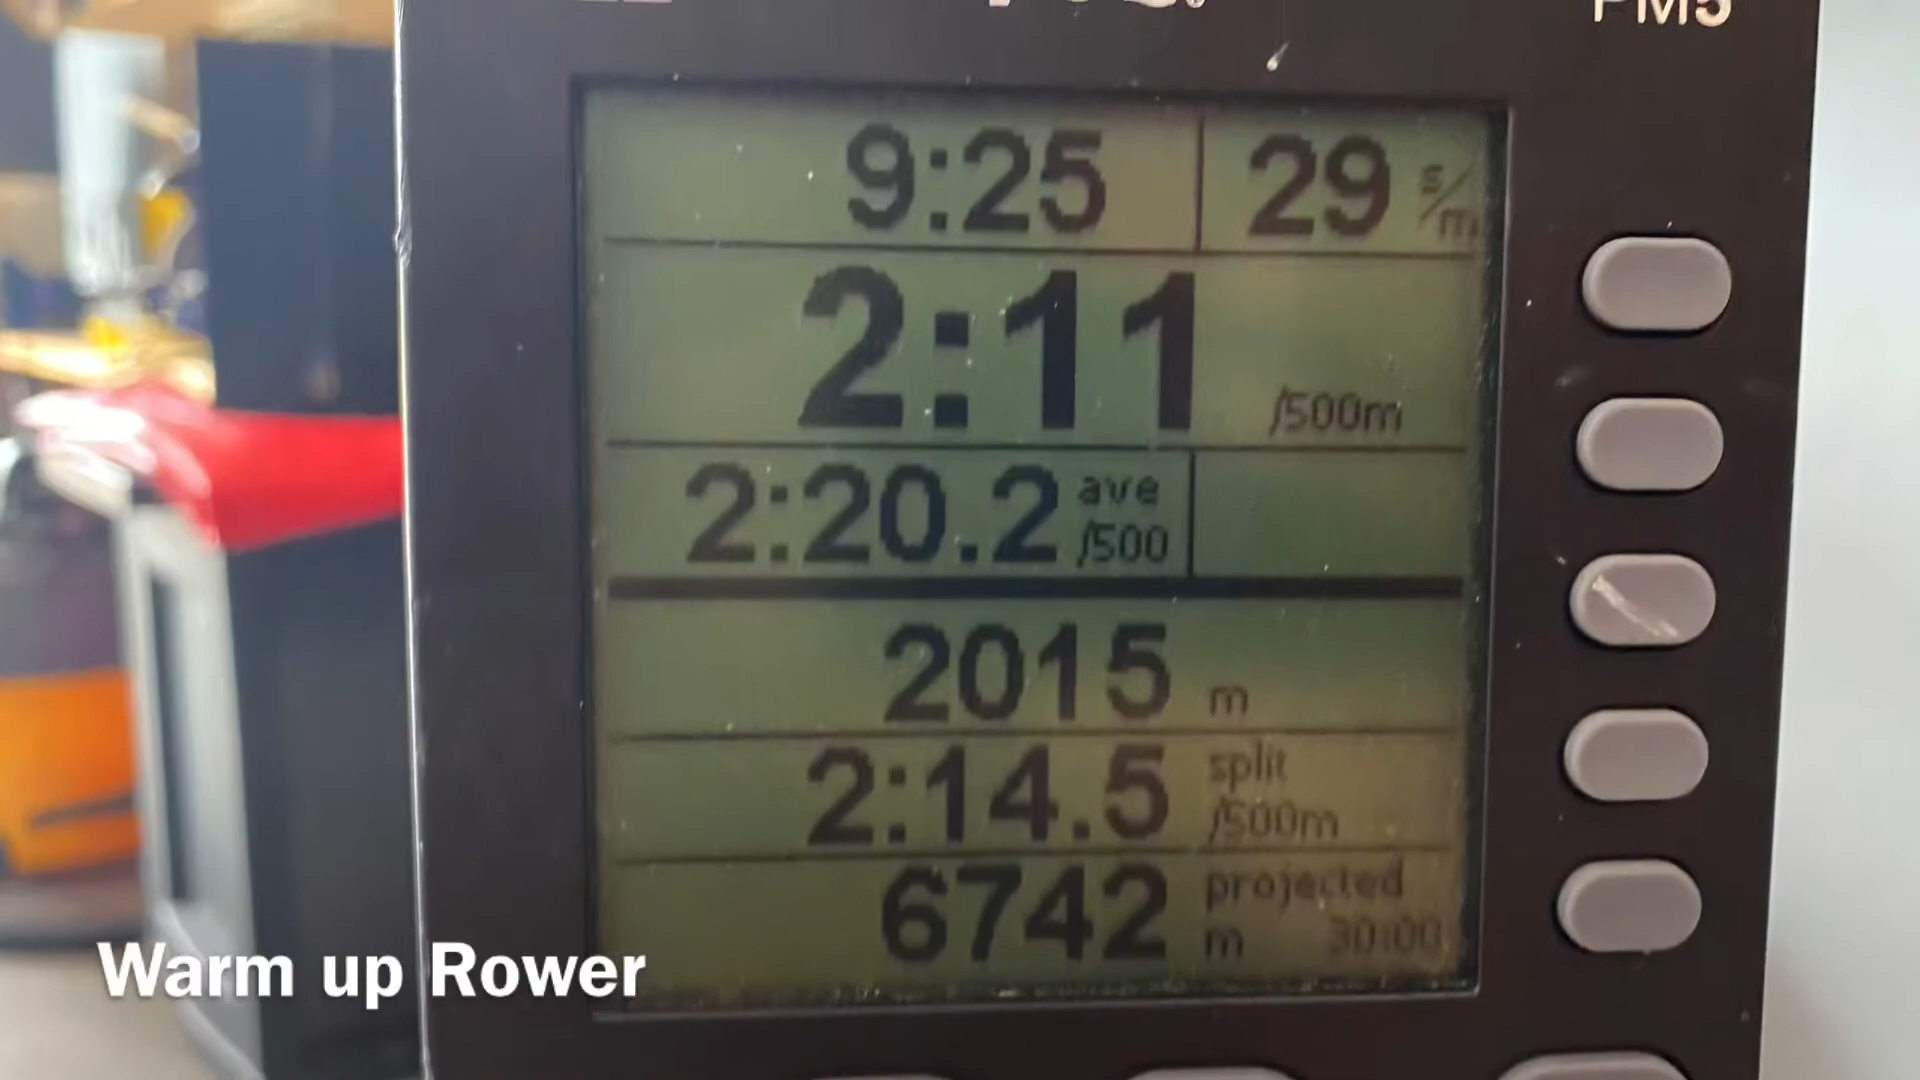 PM5
9:25 29 s/m
2:11 /500m
2:20.2 ave /500
2015 m
2:14.5 split /500m
6742 projected m 30:00
Warm up Rower